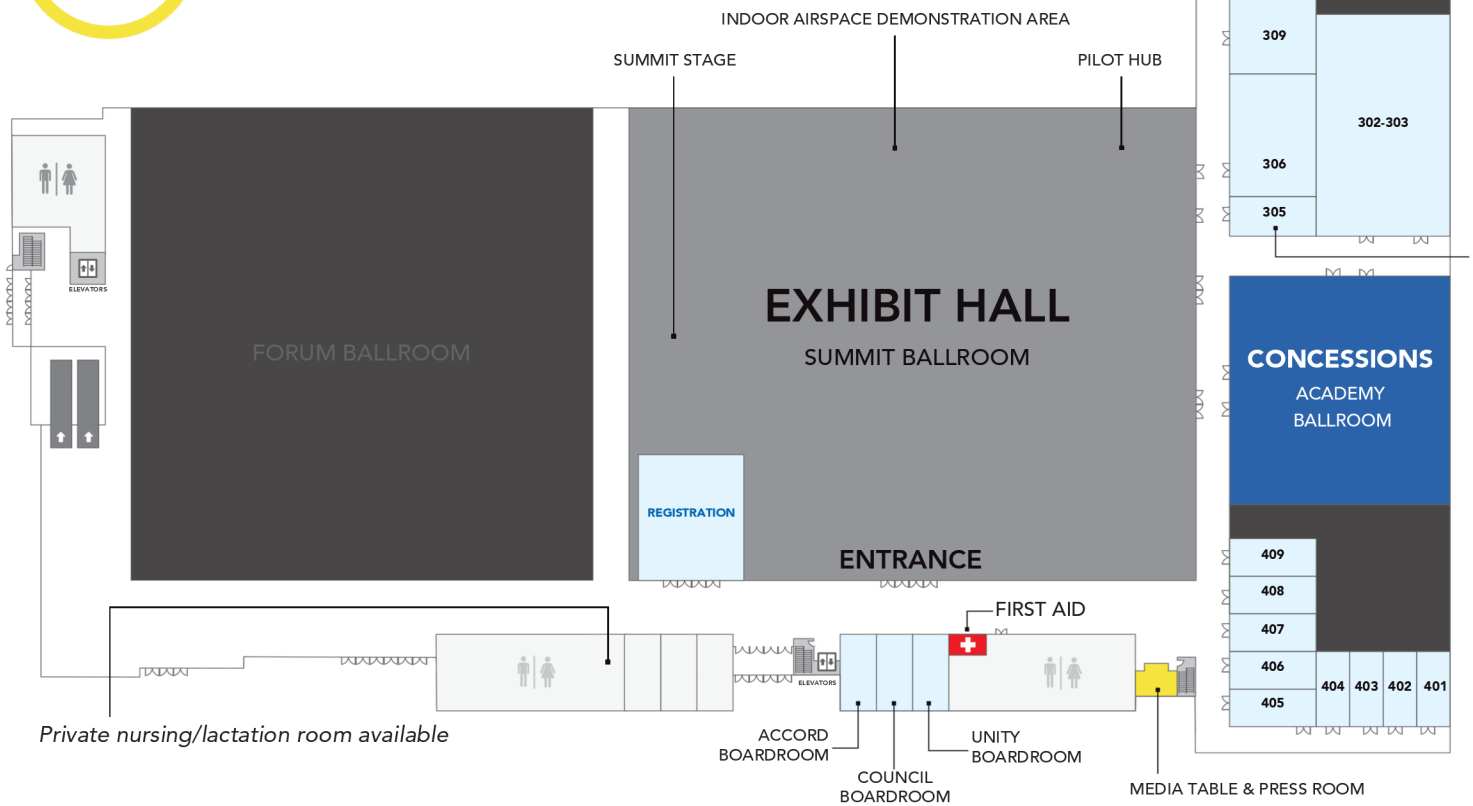 INDOOR AIRSPACE DEMONSTRATION AREA
SUMMIT STAGE
PILOT HUB
309
302-303
306
305
ELEVATORS
FORUM BALLROOM
EXHIBIT HALL
SUMMIT BALLROOM
CONCESSIONS
ACADEMY
BALLROOM
REGISTRATION
ENTRANCE
409
408
407
406
405
404
403
402
401
FIRST AID
ELEVATORS
Private nursing/lactation room available
ACCORD
BOARDROOM
COUNCIL
BOARDROOM
UNITY
BOARDROOM
MEDIA TABLE & PRESS ROOM